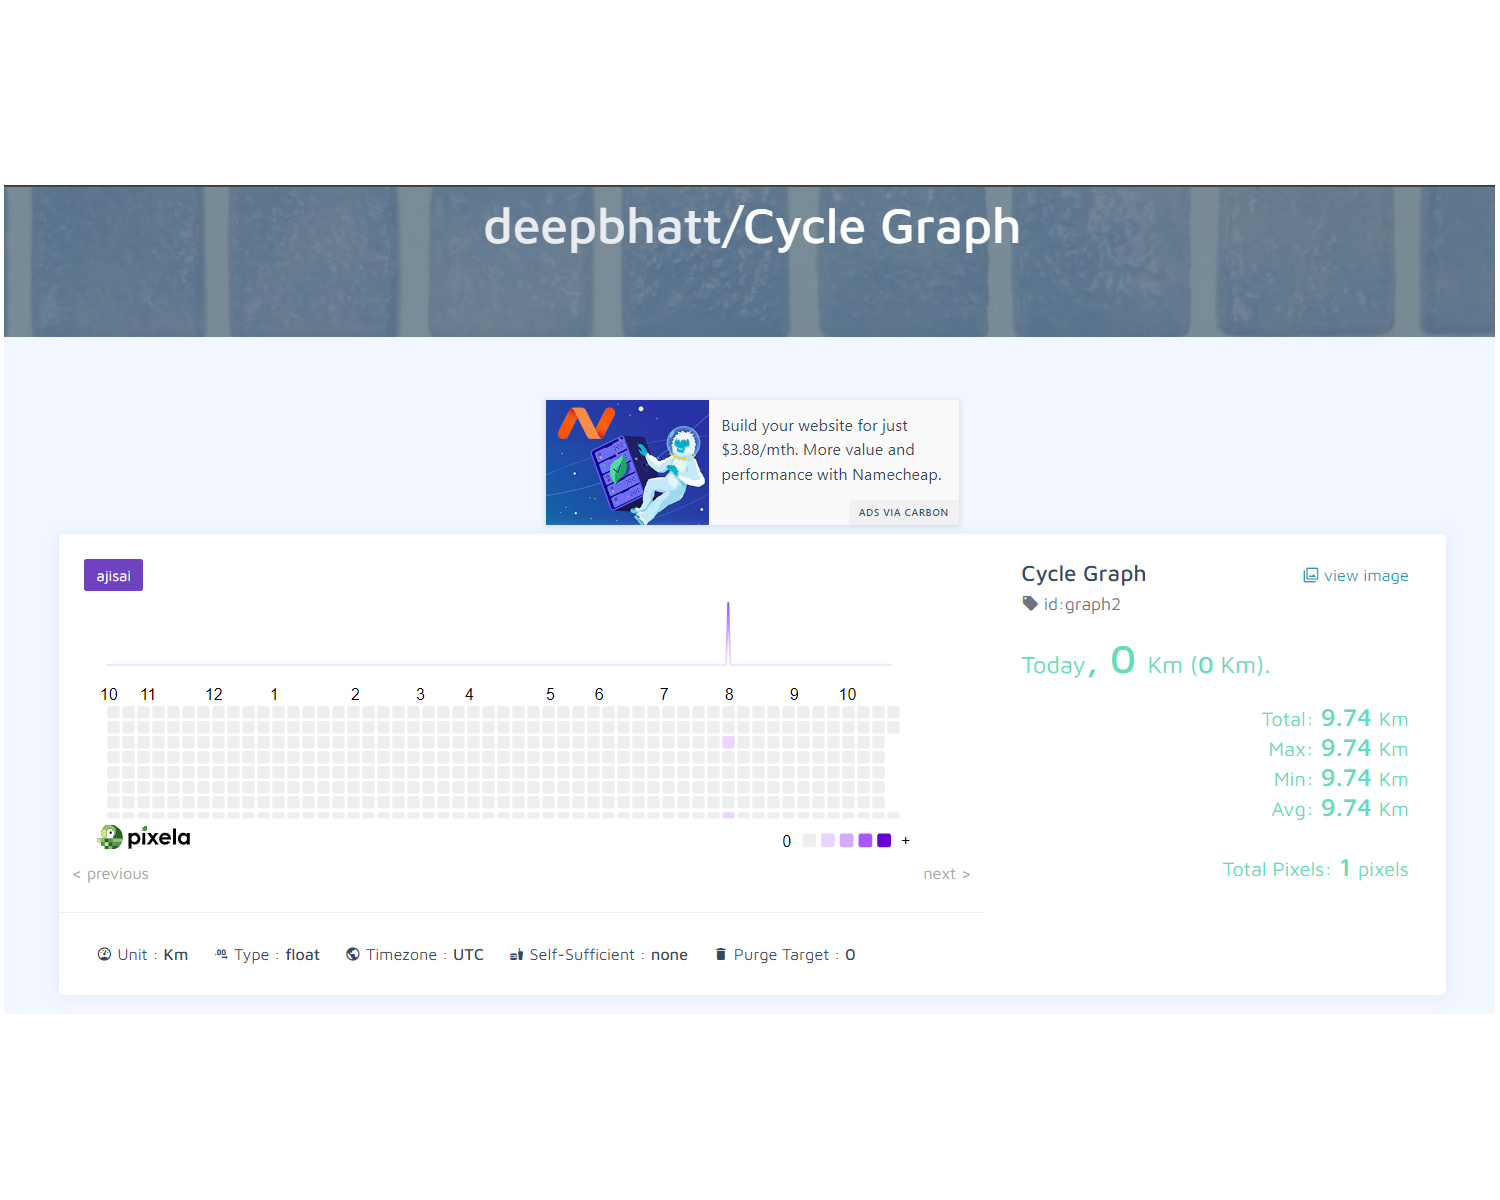 deepbhatt/Cycle Graph
Build your website for just
$3.88/mth. More value and
performance with Namecheap.
ADS VIA CARBON
ajisai
10 11 12 1 2 3 4 5 6 7 8 9 10
pixela
0 +
< previous next >
Unit : Km Type : float Timezone : UTC Self-Sufficient : none Purge Target : 0
Cycle Graph view image
id:graph2
Today, 0 Km (0 Km).
Total: 9.74 Km
Max: 9.74 Km
Min: 9.74 Km
Avg: 9.74 Km
Total Pixels: 1 pixels